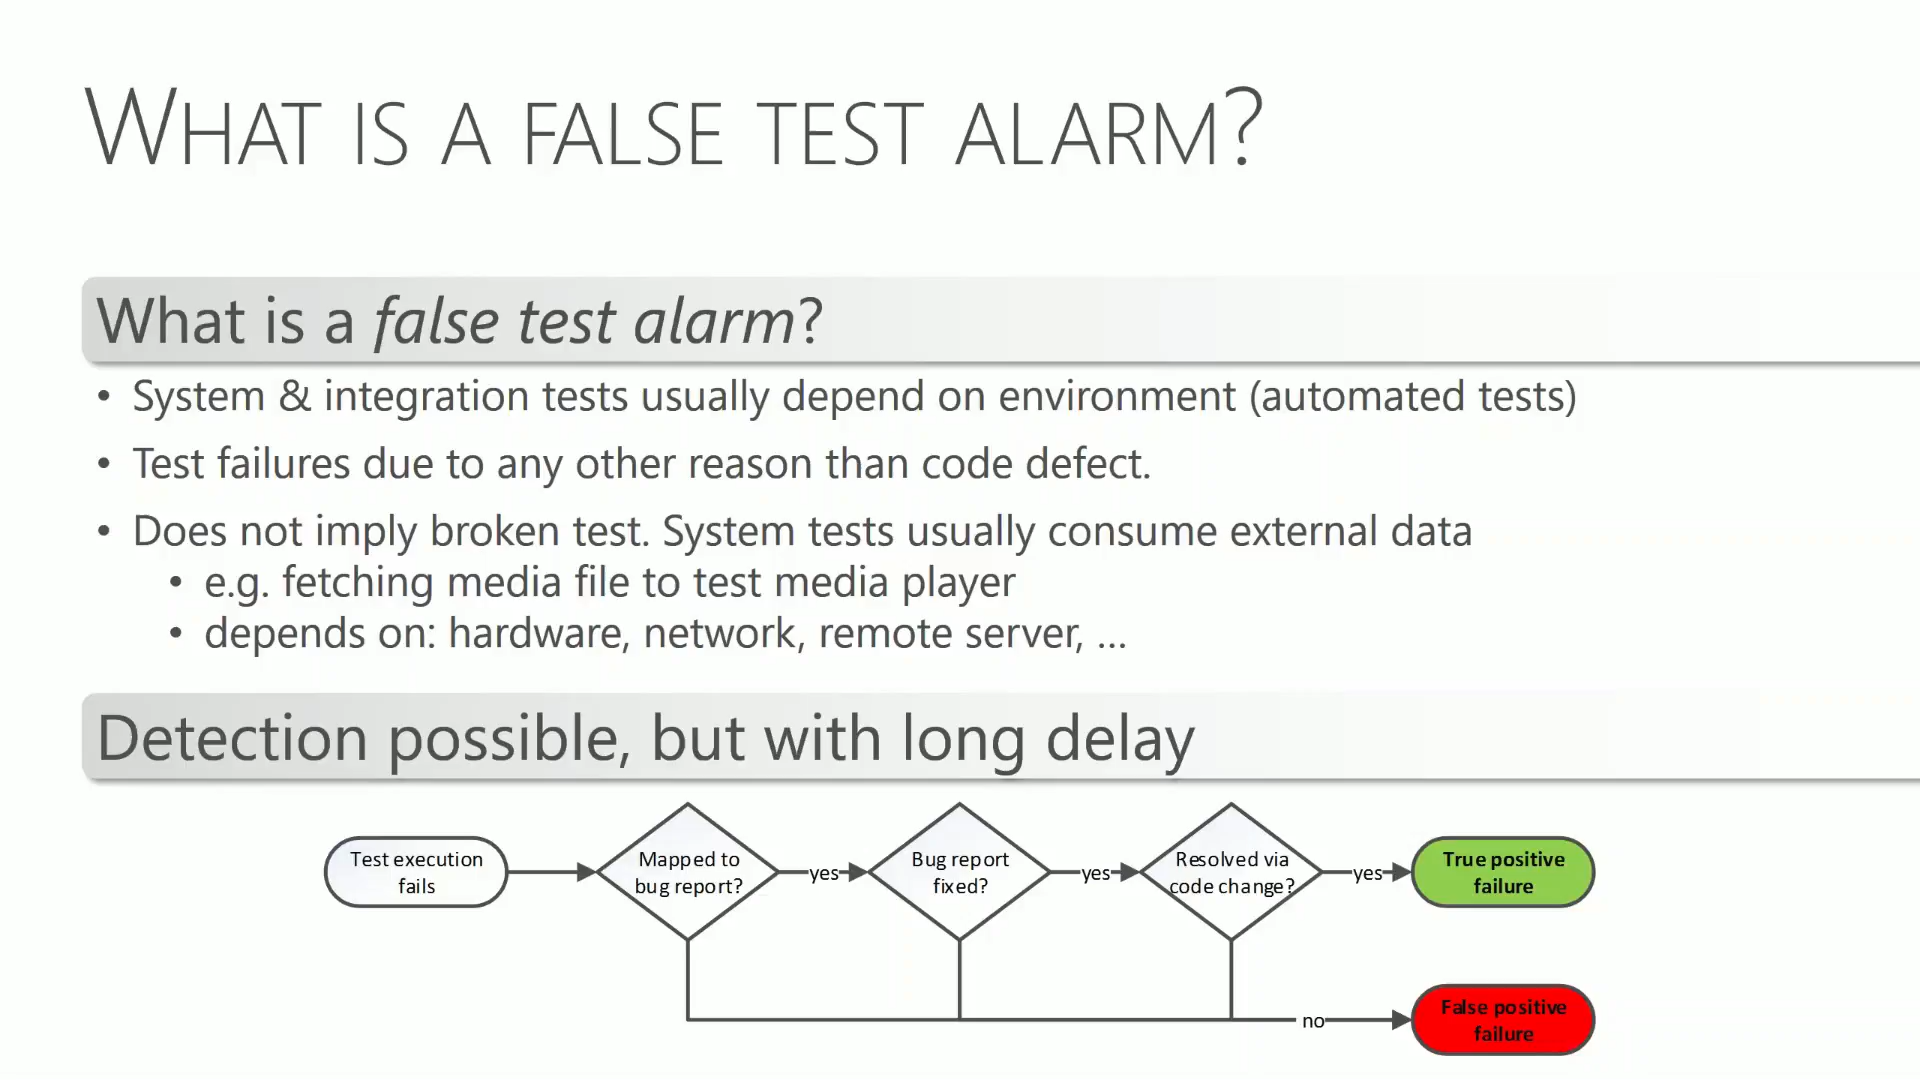 WHAT IS A FALSE TEST ALARM?
What is a false test alarm?
• System & integration tests usually depend on environment (automated tests)
• Test failures due to any other reason than code defect.
• Does not imply broken test. System tests usually consume external data
• e.g. fetching media file to test media player
• depends on: hardware, network, remote server, ...
Detection possible, but with long delay
Test execution
fails
Mapped to
bug report?
yes
Bug report
fixed?
yes
Resolved via
code change?
yes
True positive
failure
no
False positive
failure